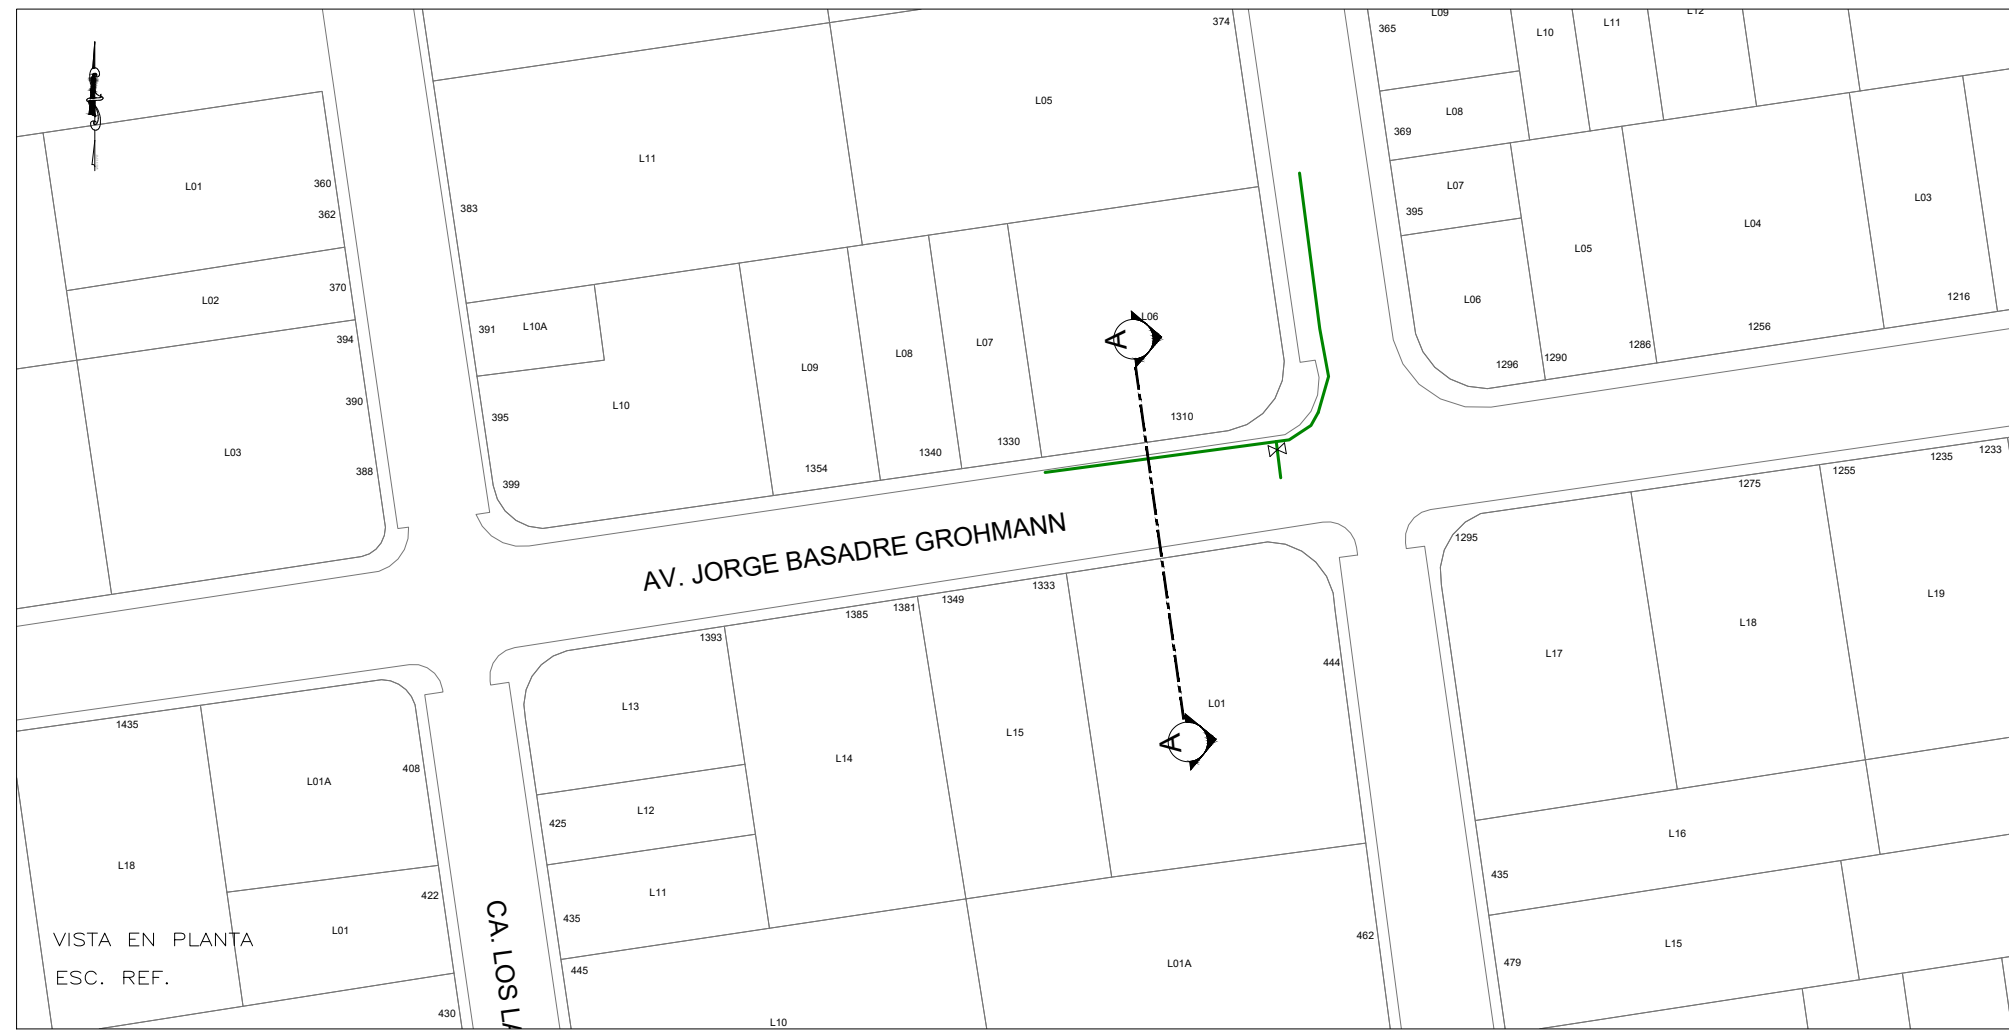 374
365
L09
L10
L11
L12
L05
L08
369
L11
L01
360
362
383
L07
395
L05
L04
L03
L02
370
394
391
L10A
L06
L06
1216
1256
1286
1290
1296
A
L07
L08
L09
L10
395
390
388
L03
399
1310
1330
1340
1354
AV. JORGE BASADRE GROHMANN
1233
1235
1255
1275
1295
1333
1349
1381
1385
1393
L19
L18
L17
444
L01
A
L13
L14
L15
1435
L01A
408
L12
425
L16
L18
422
L11
435
435
L01
VISTA EN PLANTA
ESC. REF.
CA. LOS LA
462
L15
L01A
445
479
430
L10